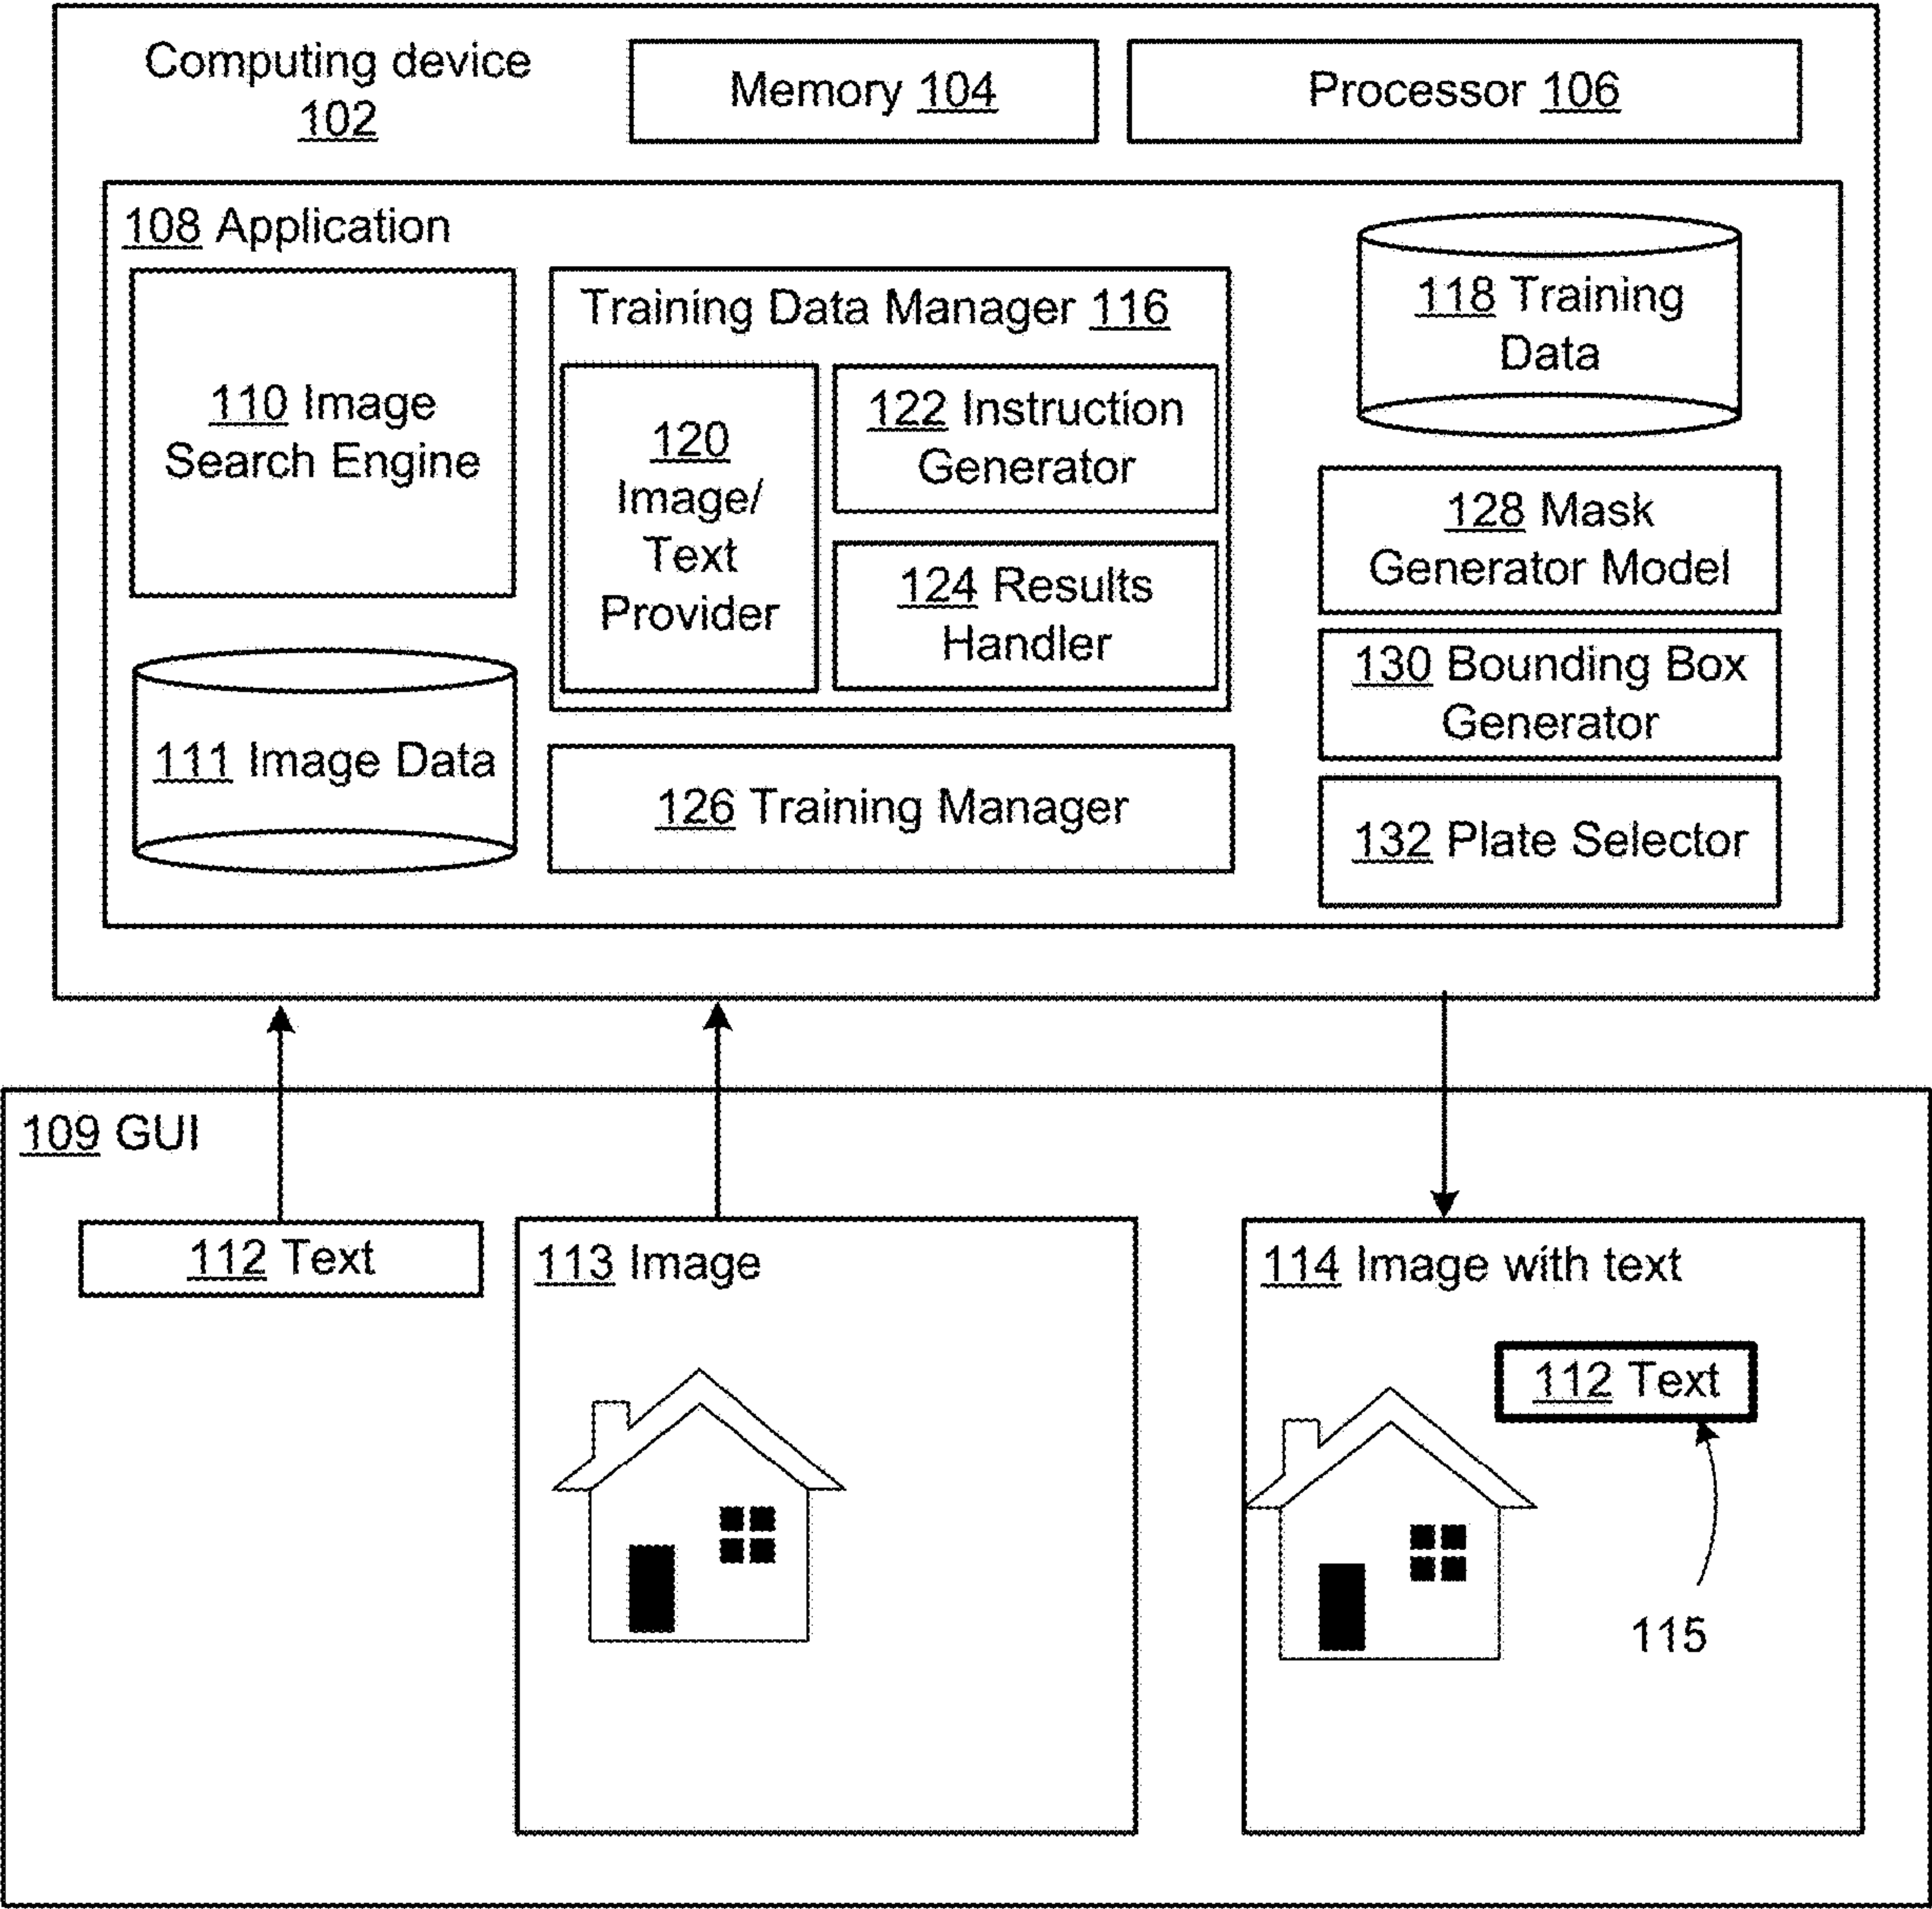 Computing device
102
Memory 104
Processor 106
108 Application
110 Image
Search Engine
111 Image Data
Training Data Manager 116
120
Image/
Text
Provider
122 Instruction
Generator
124 Results
Handler
126 Training Manager
118 Training
Data
128 Mask
Generator Model
130 Bounding Box
Generator
132 Plate Selector
109 GUI
112 Text
113 Image
114 Image with text
112 Text
115